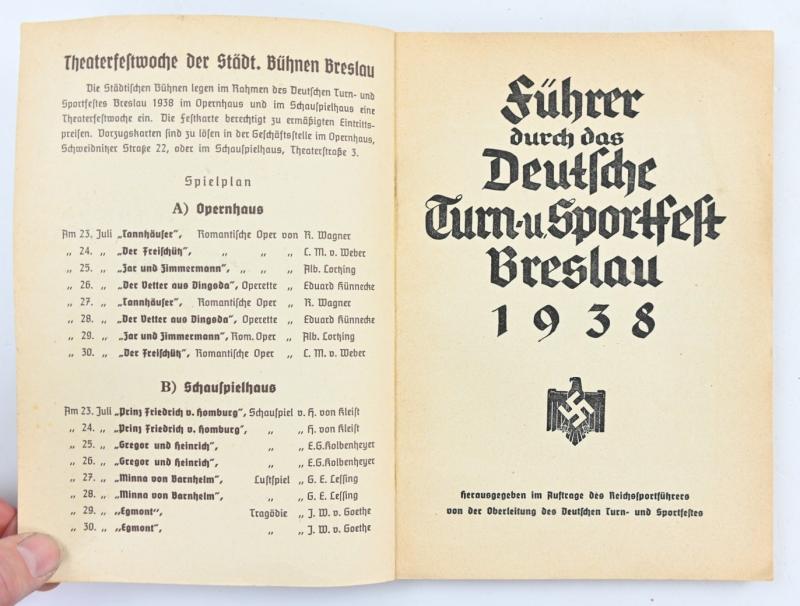 Theaterfestwoche der Städt. Bühnen Breslau
Die Städtischen Bühnen legen im Rahmen des Deutschen Turn- und
Sportfestes Breslau 1938 im Opernhaus und im Schauspielhaus eine
Theaterfestwoche ein. Die Festkarte berechtigt zu ermäßigten Eintritts-
preisen. Vorzugskarten sind zu lösen in der Geschäftsstelle im Opernhaus,
Schweidnitzer Straße 22, oder im Schauspielhaus, Theaterstraße 3.
Spielplan
A) Opernhaus
Am 23. Juli „Tannhäuser", Romantische Oper von R. Wagner
„ 24. „ „Der Freischütz", „ „ „ C. M. v. Weber
„ 25. „ „Zar und Zimmermann", „ „ „ Alb. Lortzing
„ 26. „ „Der Vetter aus Dingsda", Operette „ Eduard Künnecke
„ 27. „ „Tannhäuser", Romantische Oper „ R. Wagner
„ 28. „ „Der Vetter aus Dingsda", Operette „ Eduard Künnecke
„ 29. „ „Zar und Zimmermann", Rom. Oper „ Alb. Lortzing
„ 30. „ „Der Freischütz", Romantische Oper „ C. M. v. Weber
B) Schauspielhaus
Am 23. Juli „Prinz Friedrich v. Homburg", Schauspiel v. H. von Kleist
„ 24. „ „Prinz Friedrich v. Homburg", „ „ H. von Kleist
„ 25. „ „Gregor und Heinrich", „ „ E.G.Kolbenheyer
„ 26. „ „Gregor und Heinrich", „ „ E.G.Kolbenheyer
„ 27. „ „Minna von Barnhelm", Lustspiel „ G. E. Lessing
„ 28. „ „Minna von Barnhelm", „ „ G. E. Lessing
„ 29. „ „Egmont", Tragödie „ J. W. v. Goethe
„ 30. „ „Egmont", „ „ J. W. v. Goethe
Führer
durch das
Deutsche
Turn-u. Sportfest
Breslau
1938
Herausgegeben im Auftrage des Reichssportführers
von der Oberleitung des Deutschen Turn- und Sportfestes